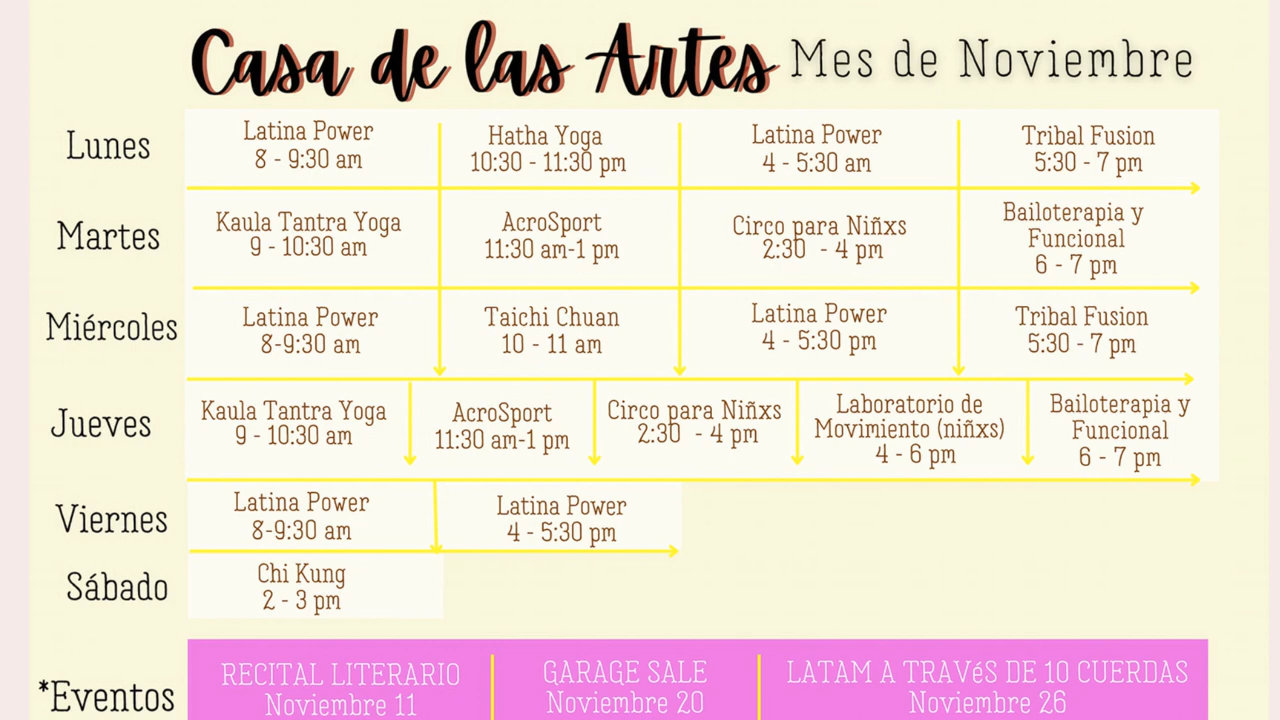 Casa de las Artes Mes de Noviembre
Lunes
Latina Power
8 - 9:30 am
Hatha Yoga
10:30 - 11:30 pm
Latina Power
4 - 5:30 am
Tribal Fusion
5:30 - 7 pm
Martes
Kaula Tantra Yoga
9 - 10:30 am
AcroSport
11:30 am-1 pm
Circo para Niñxs
2:30 - 4 pm
Bailoterapia y
Funcional
6 - 7 pm
Miércoles
Latina Power
8-9:30 am
Taichi Chuan
10 - 11 am
Latina Power
4 - 5:30 pm
Tribal Fusion
5:30 - 7 pm
Jueves
Kaula Tantra Yoga
9 - 10:30 am
AcroSport
11:30 am-1 pm
Circo para Niñxs
2:30 - 4 pm
Laboratorio de
Movimiento (niñxs)
4 - 6 pm
Bailoterapia y
Funcional
6 - 7 pm
Viernes
Latina Power
8-9:30 am
Latina Power
4 - 5:30 pm
Sábado
Chi Kung
2 - 3 pm
*Eventos
RECITAL LITERARIO
Noviembre 11
GARAGE SALE
Noviembre 20
LATAM A TRAVéS DE 10 CUERDAS
Noviembre 26